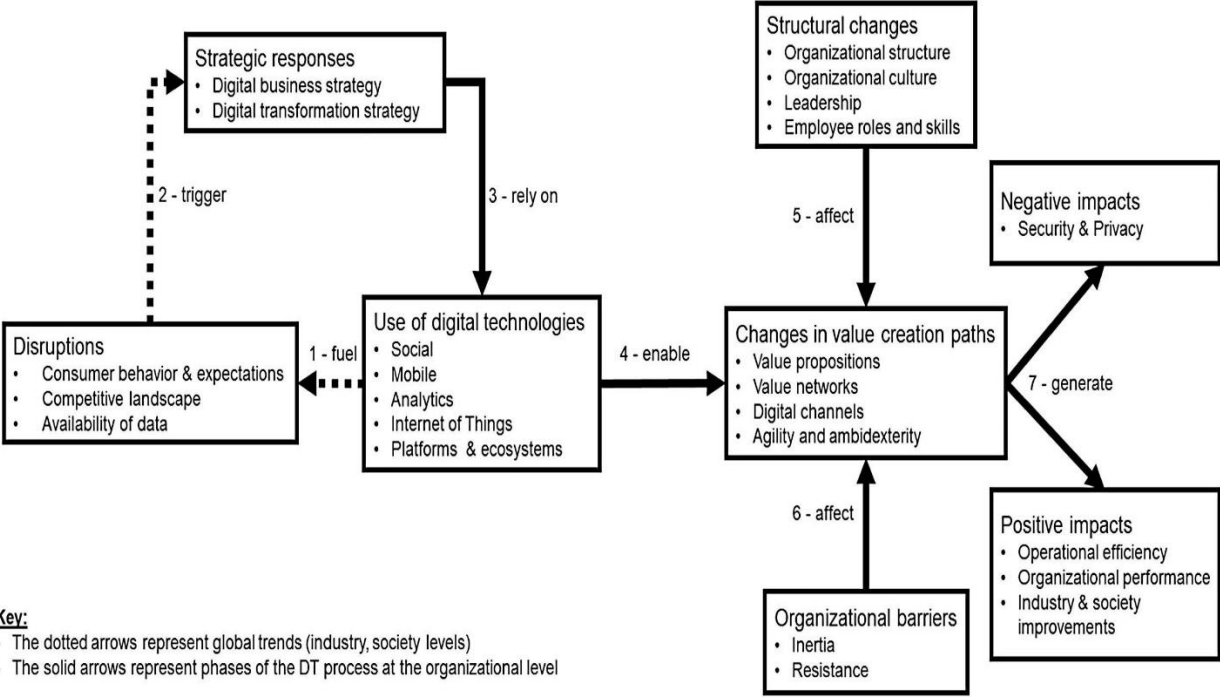 Strategic responses
• Digital business strategy
• Digital transformation strategy
Structural changes
• Organizational structure
• Organizational culture
• Leadership
• Employee roles and skills
2 - trigger
3 - rely on
5 - affect
Negative impacts
• Security & Privacy
Disruptions
• Consumer behavior & expectations
• Competitive landscape
• Availability of data
1 - fuel
Use of digital technologies
• Social
• Mobile
• Analytics
• Internet of Things
• Platforms & ecosystems
4 - enable
Changes in value creation paths
• Value propositions
• Value networks
• Digital channels
• Agility and ambidexterity
7 - generate
6 - affect
Positive impacts
• Operational efficiency
• Organizational performance
• Industry & society
improvements
Organizational barriers
• Inertia
• Resistance
Key:
The dotted arrows represent global trends (industry, society levels)
The solid arrows represent phases of the DT process at the organizational level